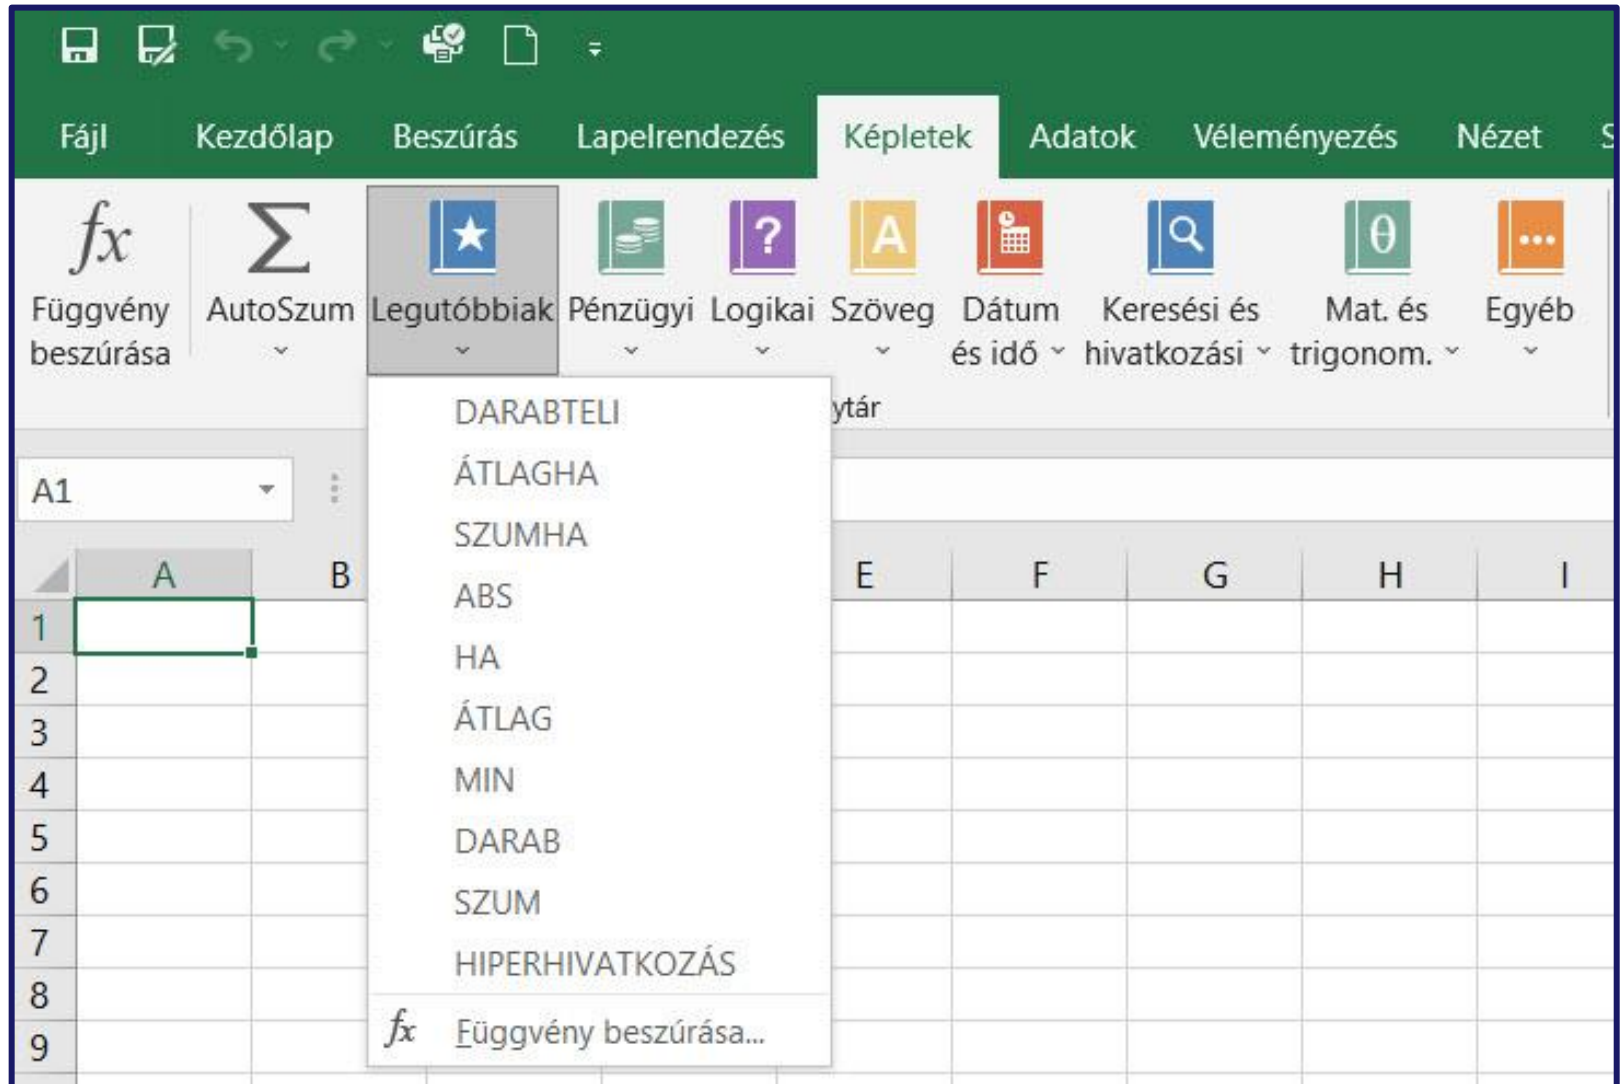 Fájl Kezdőlap Beszúrás Lapelrendezés Képletek Adatok Véleményezés Nézet
fx
Függvény beszúrása
AutoSzum
Legutóbbiak
Pénzügyi
Logikai
A
Szöveg
Dátum és idő
Keresési és hivatkozási
θ
Mat. és trigonom.
Egyéb
ytár
DARABTELI
ÁTLAGHA
SZUMHA
ABS
HA
ÁTLAG
MIN
DARAB
SZUM
HIPERHIVATKOZÁS
fx Függvény beszúrása...
A1
A B E F G H I
1
2
3
4
5
6
7
8
9